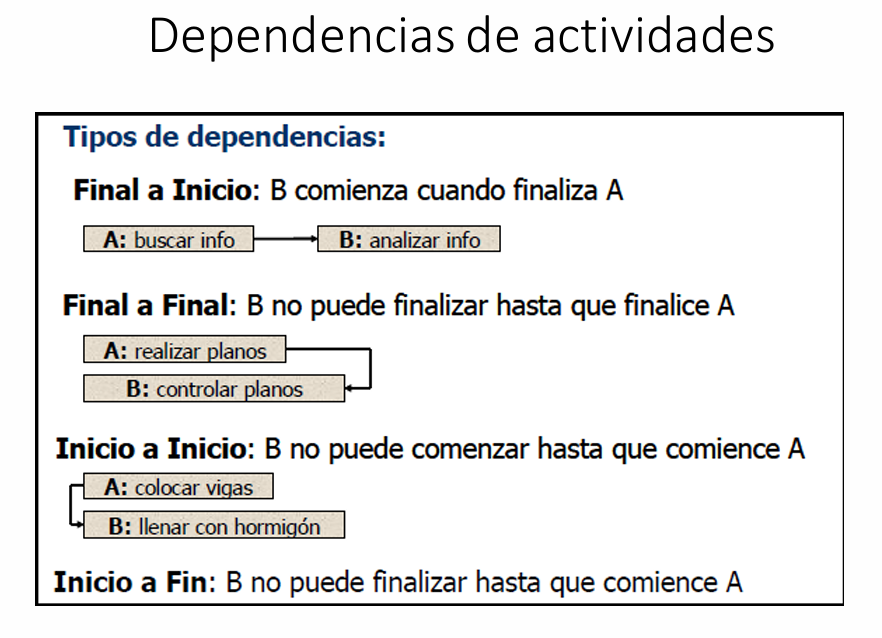 Dependencias de actividades
Tipos de dependencias:
Final a Inicio: B comienza cuando finaliza A
A: buscar info B: analizar info
Final a Final: B no puede finalizar hasta que finalice A
A: realizar planos
B: controlar planos
Inicio a Inicio: B no puede comenzar hasta que comience A
A: colocar vigas
B: llenar con hormigón
Inicio a Fin: B no puede finalizar hasta que comience A